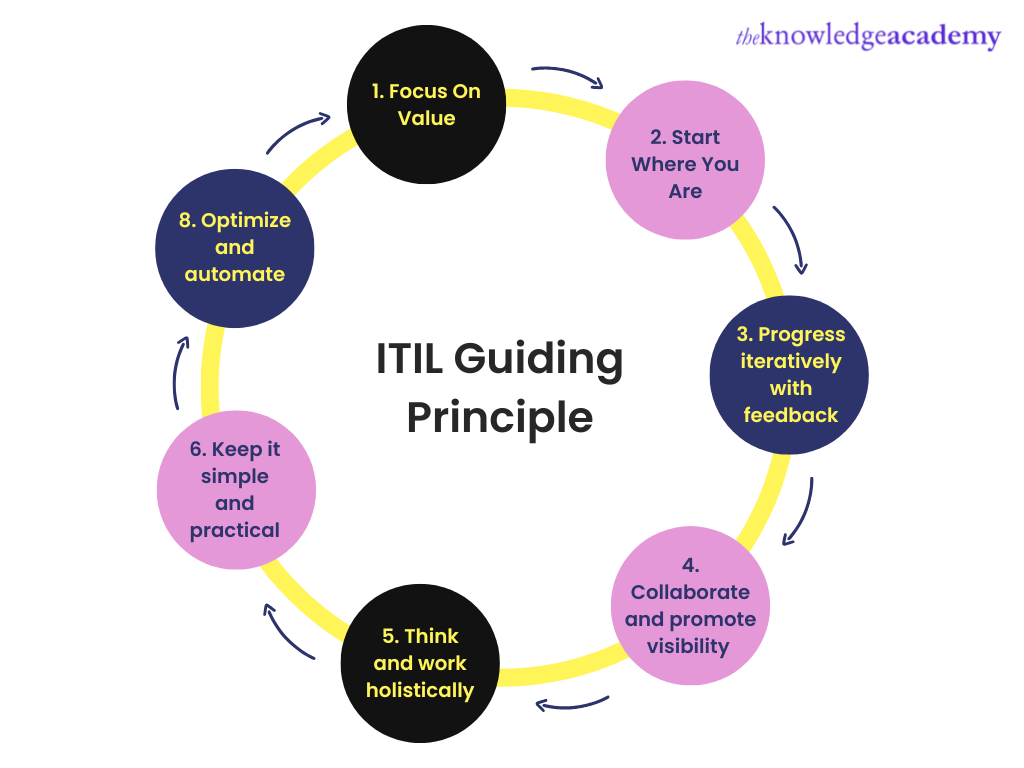 theknowledgeacademy
1. Focus On
Value
2. Start
Where You
Are
3. Progress
iteratively
with
feedback
4.
Collaborate
and promote
visibility
5. Think
and work
holistically
6. Keep it
simple
and
practical
8. Optimize
and
automate
ITIL Guiding
Principle